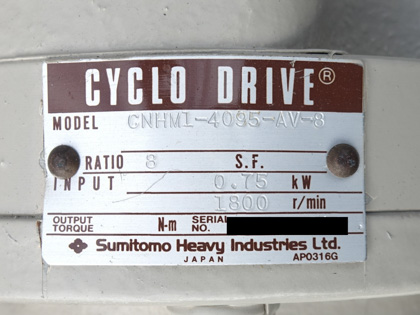 CYCLO DRIVE®
MODEL CNHM1-4095-AV-8
RATIO 8 S.F.
INPUT 0.75 kW
1800 r/min
OUTPUT TORQUE N-m SERIAL NO.
Sumitomo Heavy Industries Ltd.
JAPAN AP0316G